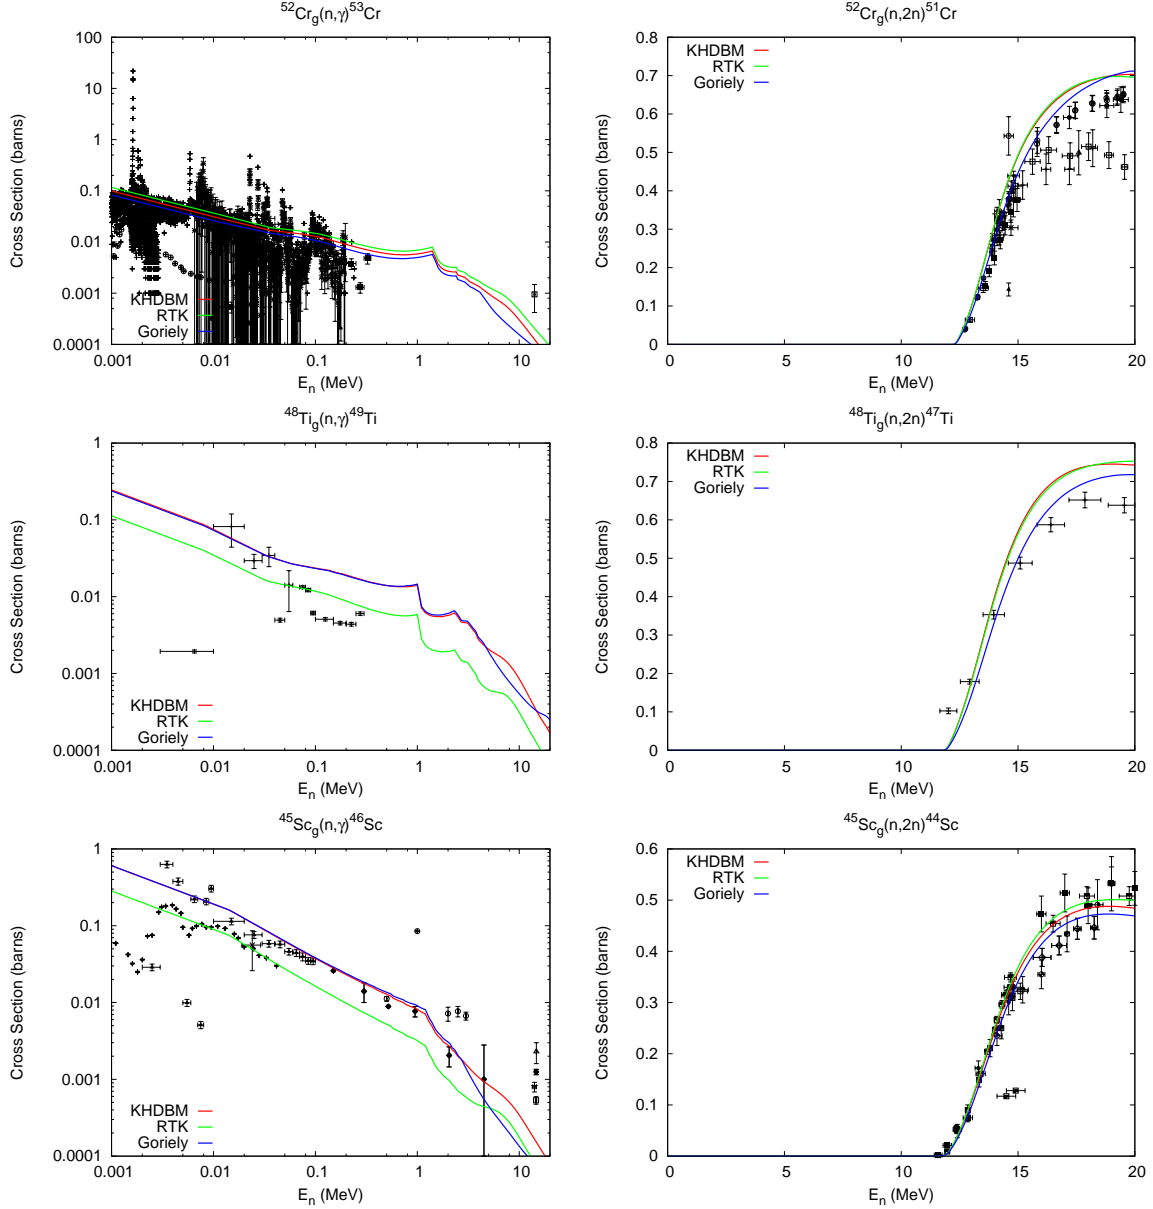 ⁵²Cr_g(n,γ)⁵³Cr
Cross Section (barns)
100
10
1
0.1
0.01
0.001
0.0001
KHDBM
RTK
Goriely
0.001 0.01 0.1 1 10
E_n (MeV)
⁵²Cr_g(n,2n)⁵¹Cr
Cross Section (barns)
0.8
0.7
0.6
0.5
0.4
0.3
0.2
0.1
0
KHDBM
RTK
Goriely
0 5 10 15 20
E_n (MeV)
⁴⁸Ti_g(n,γ)⁴⁹Ti
Cross Section (barns)
1
0.1
0.01
0.001
0.0001
KHDBM
RTK
Goriely
0.001 0.01 0.1 1 10
E_n (MeV)
⁴⁸Ti_g(n,2n)⁴⁷Ti
Cross Section (barns)
0.8
0.7
0.6
0.5
0.4
0.3
0.2
0.1
0
KHDBM
RTK
Goriely
0 5 10 15 20
E_n (MeV)
⁴⁵Sc_g(n,γ)⁴⁶Sc
Cross Section (barns)
1
0.1
0.01
0.001
0.0001
KHDBM
RTK
Goriely
0.001 0.01 0.1 1 10
E_n (MeV)
⁴⁵Sc_g(n,2n)⁴⁴Sc
Cross Section (barns)
0.6
0.5
0.4
0.3
0.2
0.1
0
KHDBM
RTK
Goriely
0 5 10 15 20
E_n (MeV)